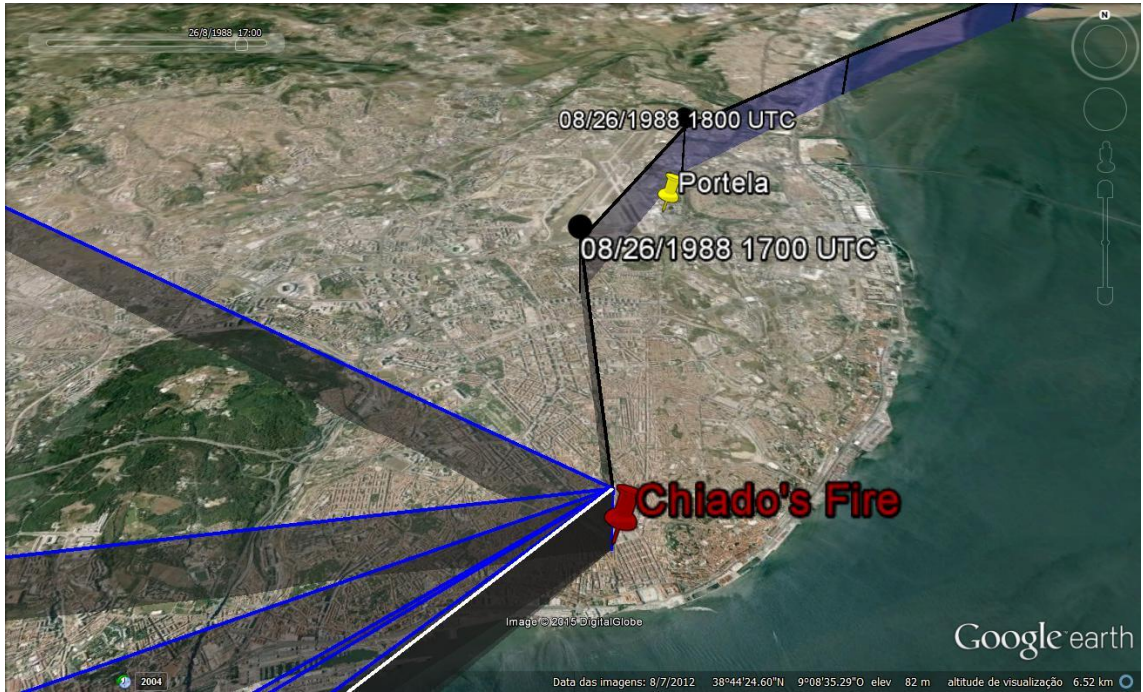 26/8/1988 17:00
N
08/26/1988 1800 UTC
Portela
08/26/1988 1700 UTC
Chiado's Fire
Image © 2015 DigitalGlobe
Google earth
2004
Data das imagens: 8/7/2012 38°44'24.60"N 9°08'35.29"O elev 82 m altitude de visualização 6.52 km